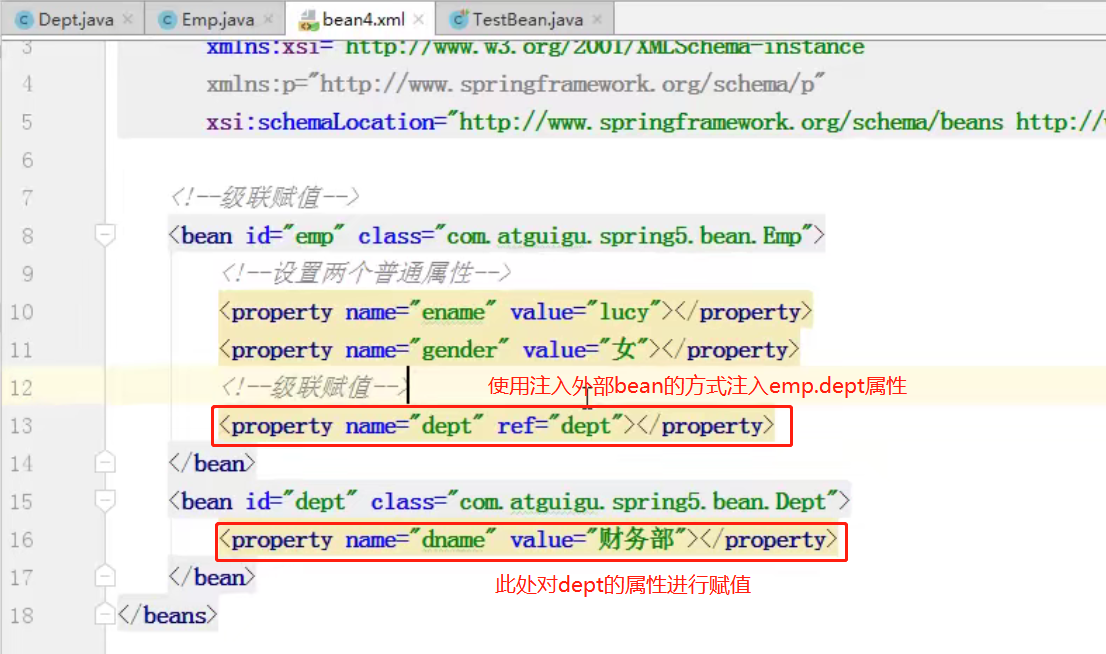 Dept.java × Emp.java × bean4.xml × TestBean.java ×
3 xmlns:xsi="http://www.w3.org/2001/XMLSchema-instance
4 xmlns:p="http://www.springframework.org/schema/p"
5 xsi:schemaLocation="http://www.springframework.org/schema/beans http://
6
7 <!--级联赋值-->
8 <bean id="emp" class="com.atguigu.spring5.bean.Emp">
9 <!--设置两个普通属性-->
10 <property name="ename" value="lucy"></property>
11 <property name="gender" value="女"></property>
12 <!--级联赋值--> 使用注入外部bean的方式注入emp.dept属性
13 <property name="dept" ref="dept"></property>
14 </bean>
15 <bean id="dept" class="com.atguigu.spring5.bean.Dept">
16 <property name="dname" value="财务部"></property>
17 </bean>
此处对dept的属性进行赋值
18 </beans>